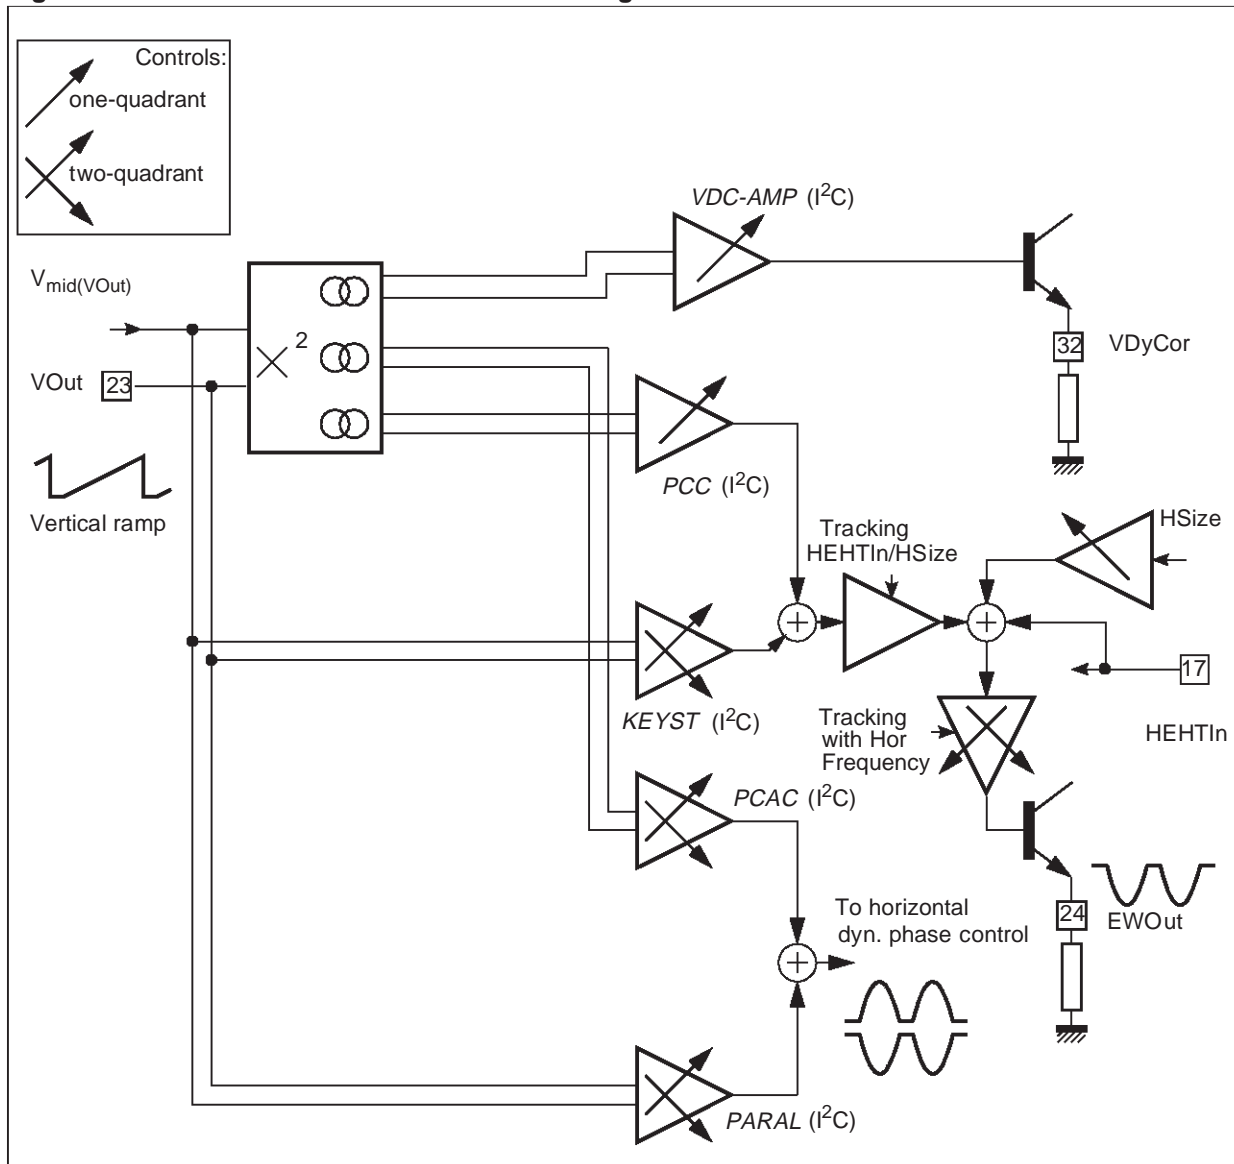 Controls:
one-quadrant
two-quadrant
VDC-AMP (I²C)
Vmid(VOut)
2
VOut 23
32 VDyCor
Vertical ramp
PCC (I²C)
Tracking
HEHTIn/HSize
HSize
+
+
17
KEYST (I²C)
Tracking
with Hor
Frequency
HEHTIn
PCAC (I²C)
To horizontal
dyn. phase control
24 EWOut
+
PARAL (I²C)